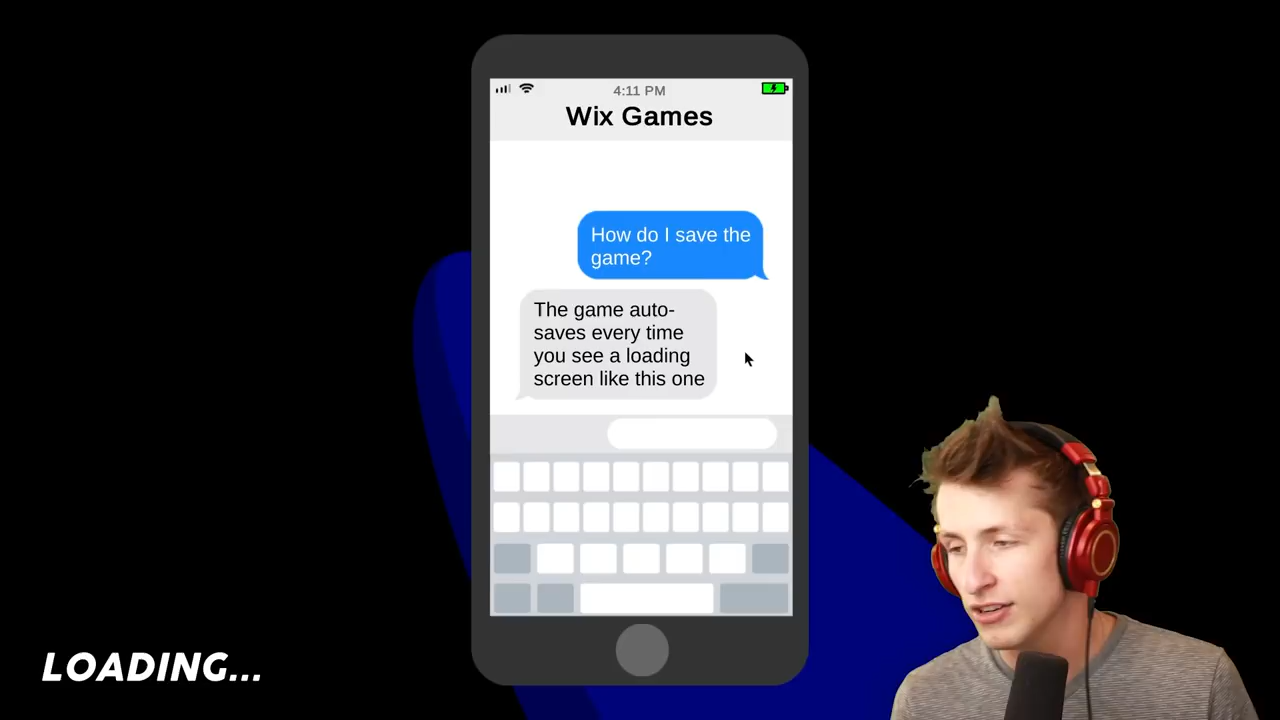 4:11 PM
Wix Games
How do I save the
game?
The game auto-
saves every time
you see a loading
screen like this one
LOADING...